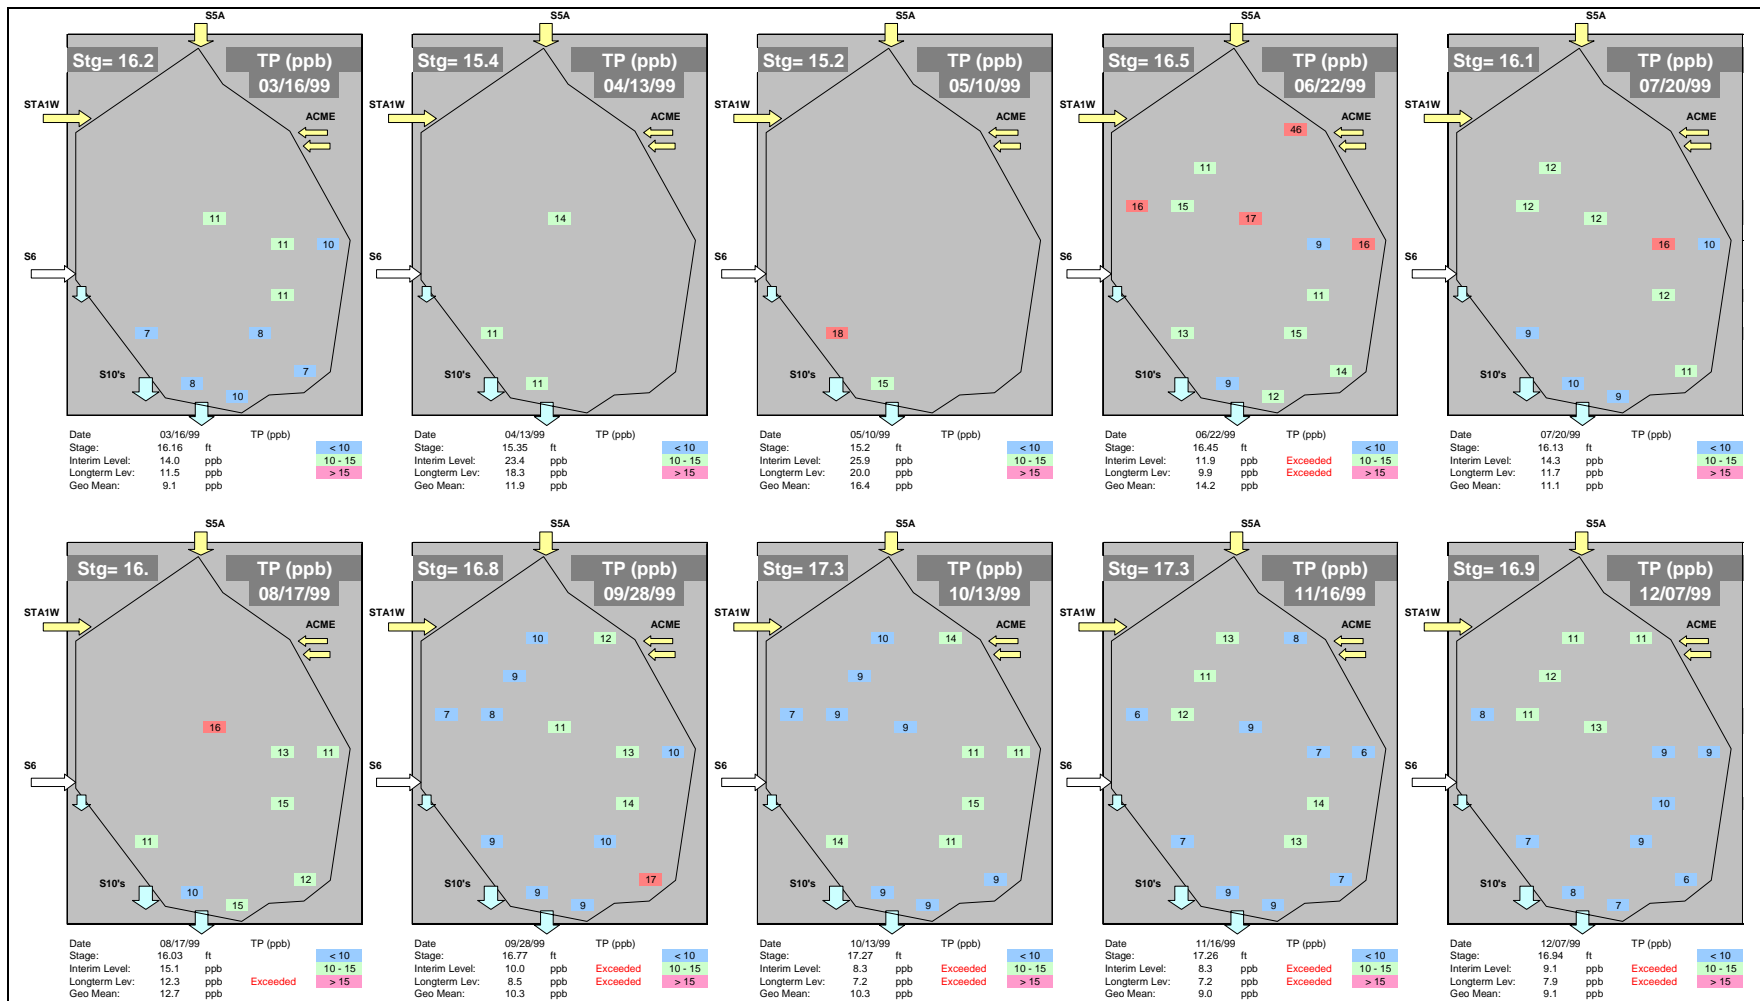 S5A
Stg= 16.2
TP (ppb)
03/16/99
STA1W
ACME
11
11
10
S6
11
7
8
7
S10's
8
10
Date 03/16/99 TP (ppb)
Stage: 16.16 ft < 10
Interim Level: 14.0 ppb 10 - 15
Longterm Lev: 11.5 ppb > 15
Geo Mean: 9.1 ppb
S5A
Stg= 15.4
TP (ppb)
04/13/99
STA1W
ACME
14
S6
11
S10's
11
Date 04/13/99 TP (ppb)
Stage: 15.35 ft < 10
Interim Level: 23.4 ppb 10 - 15
Longterm Lev: 18.3 ppb > 15
Geo Mean: 11.9 ppb
S5A
Stg= 15.2
TP (ppb)
05/10/99
STA1W
ACME
S6
18
S10's
15
Date 05/10/99 TP (ppb)
Stage: 15.2 ft < 10
Interim Level: 25.9 ppb 10 - 15
Longterm Lev: 20.0 ppb > 15
Geo Mean: 16.4 ppb
S5A
Stg= 16.5
TP (ppb)
06/22/99
STA1W
ACME
46
11
16
15
17
9
16
S6
11
13
15
14
S10's
9
12
Date 06/22/99 TP (ppb)
Stage: 16.45 ft < 10
Interim Level: 11.9 ppb Exceeded 10 - 15
Longterm Lev: 9.9 ppb Exceeded > 15
Geo Mean: 14.2 ppb
S5A
Stg= 16.1
TP (ppb)
07/20/99
STA1W
ACME
12
12
12
16
10
S6
12
9
11
S10's
10
9
Date 07/20/99 TP (ppb)
Stage: 16.13 ft < 10
Interim Level: 14.3 ppb 10 - 15
Longterm Lev: 11.7 ppb > 15
Geo Mean: 11.1 ppb
S5A
Stg= 16.
TP (ppb)
08/17/99
STA1W
ACME
16
13
11
S6
15
11
12
S10's
10
15
Date 08/17/99 TP (ppb)
Stage: 16.03 ft < 10
Interim Level: 15.1 ppb 10 - 15
Longterm Lev: 12.3 ppb Exceeded > 15
Geo Mean: 12.7 ppb
S5A
Stg= 16.8
TP (ppb)
09/28/99
STA1W
ACME
10
12
9
7
8
11
13
10
S6
14
9
10
17
S10's
9
9
Date 09/28/99 TP (ppb)
Stage: 16.77 ft < 10
Interim Level: 10.0 ppb Exceeded 10 - 15
Longterm Lev: 8.5 ppb Exceeded > 15
Geo Mean: 10.3 ppb
S5A
Stg= 17.3
TP (ppb)
10/13/99
STA1W
ACME
10
14
9
7
9
9
11
11
S6
15
14
11
9
S10's
9
9
Date 10/13/99 TP (ppb)
Stage: 17.27 ft < 10
Interim Level: 8.3 ppb Exceeded 10 - 15
Longterm Lev: 7.2 ppb Exceeded > 15
Geo Mean: 10.3 ppb
S5A
Stg= 17.3
TP (ppb)
11/16/99
STA1W
ACME
13
8
11
6
12
9
7
6
S6
14
7
13
7
S10's
9
9
Date 11/16/99 TP (ppb)
Stage: 17.26 ft < 10
Interim Level: 8.3 ppb Exceeded 10 - 15
Longterm Lev: 7.2 ppb Exceeded > 15
Geo Mean: 9.0 ppb
S5A
Stg= 16.9
TP (ppb)
12/07/99
STA1W
ACME
11
11
12
8
11
13
9
9
S6
10
7
9
6
S10's
8
7
Date 12/07/99 TP (ppb)
Stage: 16.94 ft < 10
Interim Level: 9.1 ppb Exceeded 10 - 15
Longterm Lev: 7.9 ppb Exceeded > 15
Geo Mean: 9.1 ppb